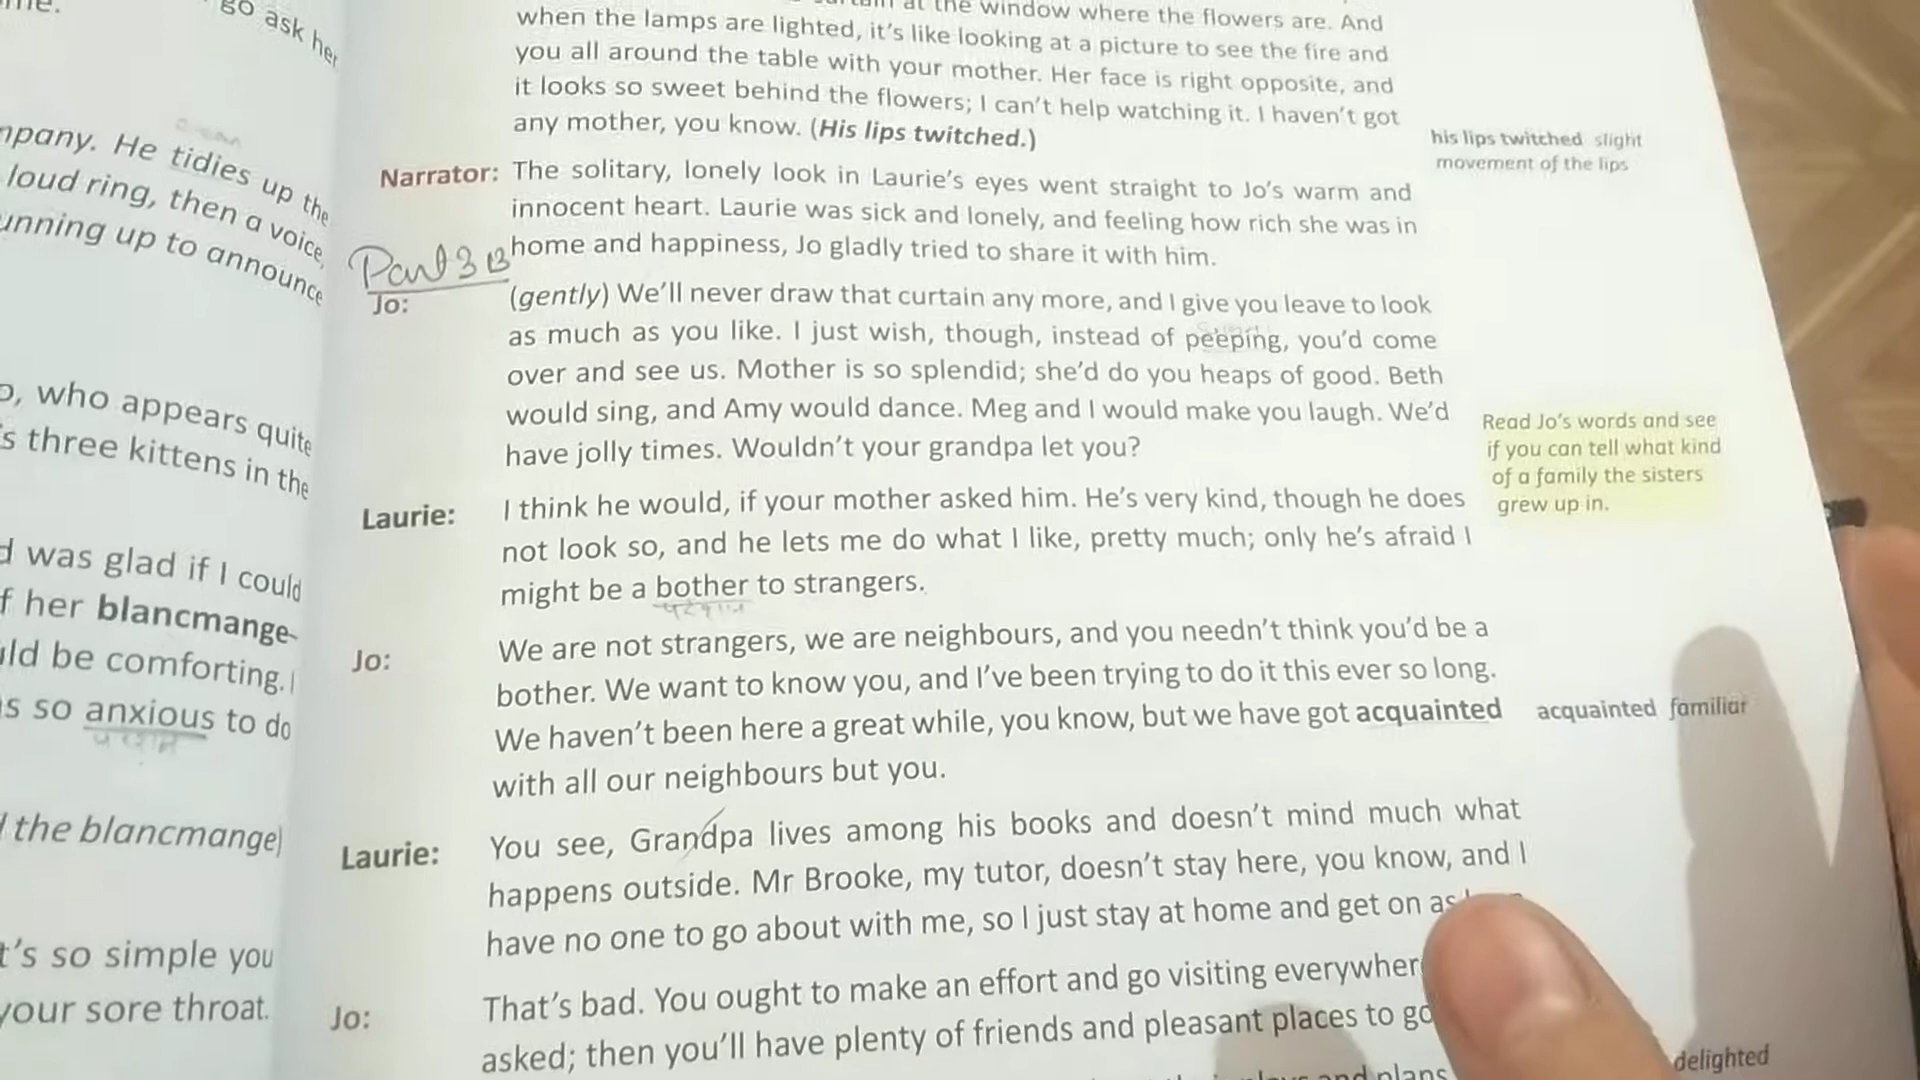 me.
go ask her
mpany. He tidies up the
loud ring, then a voice,
unning up to announce
o, who appears quite
's three kittens in the
d was glad if I could
f her blancmange-
uld be comforting. I
s so anxious to do
the blancmange)
t's so simple you
your sore throat.
at the window where the flowers are. And
when the lamps are lighted, it's like looking at a picture to see the fire and
you all around the table with your mother. Her face is right opposite, and
it looks so sweet behind the flowers; I can't help watching it. I haven't got
any mother, you know. (His lips twitched.)
his lips twitched slight
movement of the lips
Narrator: The solitary, lonely look in Laurie's eyes went straight to Jo's warm and
innocent heart. Laurie was sick and lonely, and feeling how rich she was in
home and happiness, Jo gladly tried to share it with him.
Part 3
Jo: (gently) We'll never draw that curtain any more, and I give you leave to look
as much as you like. I just wish, though, instead of peeping, you'd come
over and see us. Mother is so splendid; she'd do you heaps of good. Beth
would sing, and Amy would dance. Meg and I would make you laugh. We'd
have jolly times. Wouldn't your grandpa let you?
Read Jo's words and see
if you can tell what kind
of a family the sisters
grew up in.
Laurie: I think he would, if your mother asked him. He's very kind, though he does
not look so, and he lets me do what I like, pretty much; only he's afraid I
might be a bother to strangers.
Jo: We are not strangers, we are neighbours, and you needn't think you'd be a
bother. We want to know you, and I've been trying to do it this ever so long.
We haven't been here a great while, you know, but we have got acquainted
with all our neighbours but you.
acquainted familiar
Laurie: You see, Grandpa lives among his books and doesn't mind much what
happens outside. Mr Brooke, my tutor, doesn't stay here, you know, and I
have no one to go about with me, so I just stay at home and get on as
Jo: That's bad. You ought to make an effort and go visiting everywher
asked; then you'll have plenty of friends and pleasant places to go
and plans
delighted